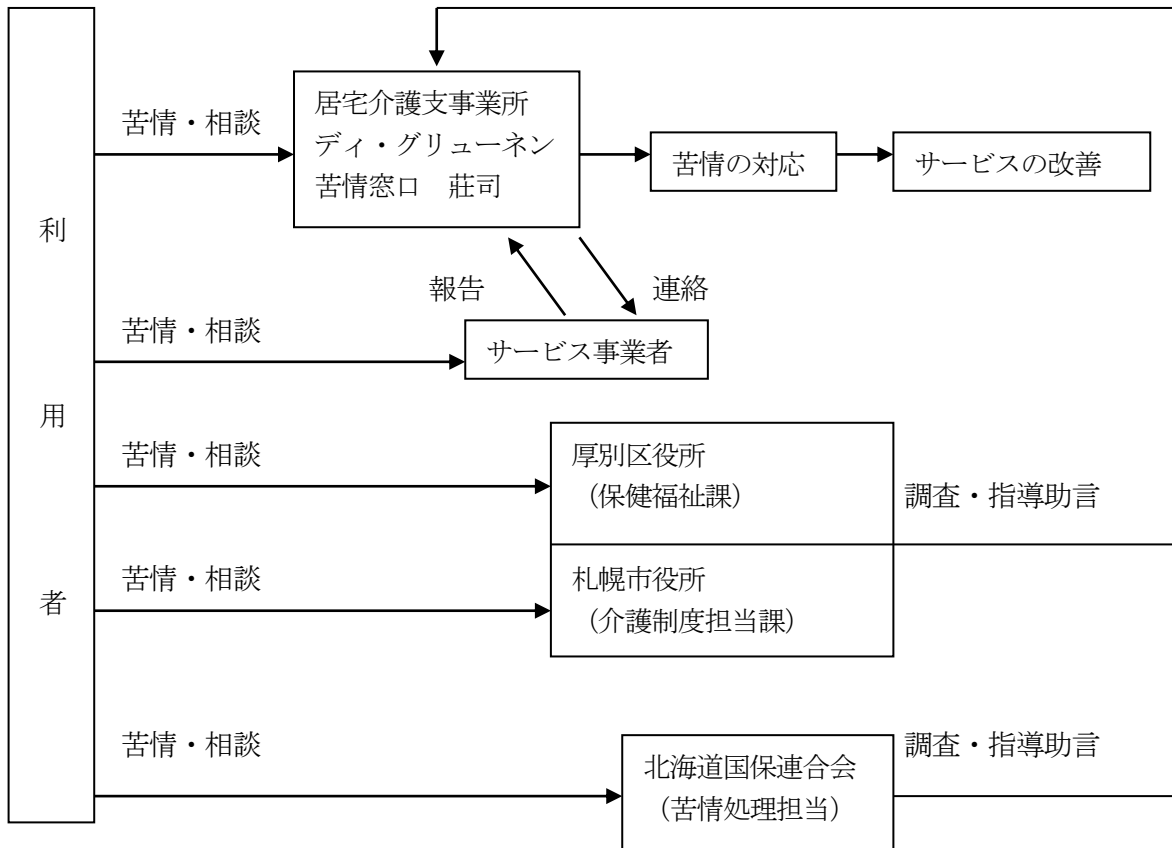 利用者
苦情・相談
居宅介護支事業所
ディ・グリューネン
苦情窓口　莊司
苦情の対応
サービスの改善
報告
連絡
苦情・相談
サービス事業者
苦情・相談
厚別区役所
（保健福祉課）
調査・指導助言
苦情・相談
札幌市役所
（介護制度担当課）
苦情・相談
北海道国保連合会
（苦情処理担当）
調査・指導助言